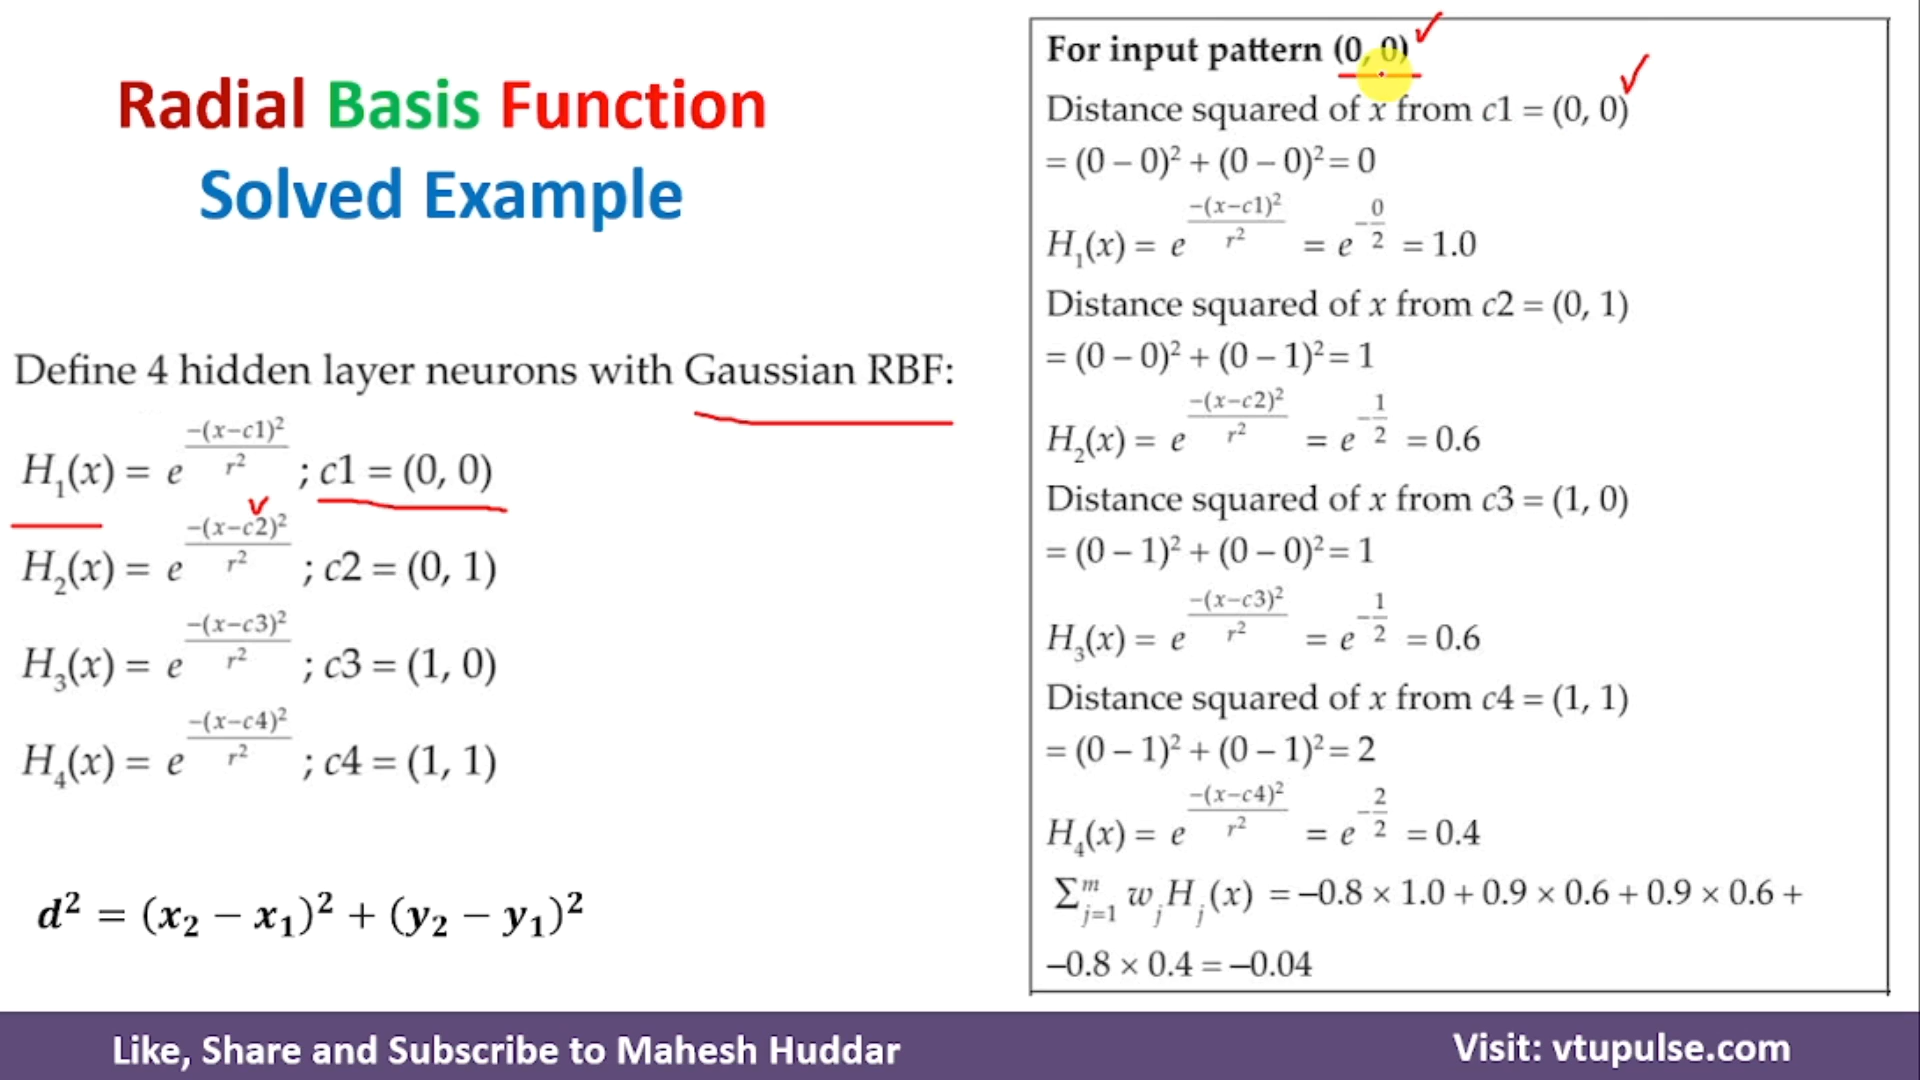 Radial Basis Function
Solved Example
Define 4 hidden layer neurons with Gaussian RBF:
H₁(x) = e^(−(x−c1)²/r²) ; c1 = (0, 0)
H₂(x) = e^(−(x−c2)²/r²) ; c2 = (0, 1)
H₃(x) = e^(−(x−c3)²/r²) ; c3 = (1, 0)
H₄(x) = e^(−(x−c4)²/r²) ; c4 = (1, 1)
d² = (x₂ − x₁)² + (y₂ − y₁)²
For input pattern (0, 0)
Distance squared of x from c1 = (0, 0)
= (0 – 0)² + (0 – 0)² = 0
H₁(x) = e^(−(x−c1)²/r²) = e^(−0/2) = 1.0
Distance squared of x from c2 = (0, 1)
= (0 – 0)² + (0 – 1)² = 1
H₂(x) = e^(−(x−c2)²/r²) = e^(−1/2) = 0.6
Distance squared of x from c3 = (1, 0)
= (0 – 1)² + (0 – 0)² = 1
H₃(x) = e^(−(x−c3)²/r²) = e^(−1/2) = 0.6
Distance squared of x from c4 = (1, 1)
= (0 – 1)² + (0 – 1)² = 2
H₄(x) = e^(−(x−c4)²/r²) = e^(−2/2) = 0.4
∑ᵐⱼ₌₁ wⱼHⱼ(x) = –0.8 × 1.0 + 0.9 × 0.6 + 0.9 × 0.6 +
–0.8 × 0.4 = –0.04
Like, Share and Subscribe to Mahesh Huddar
Visit: vtupulse.com